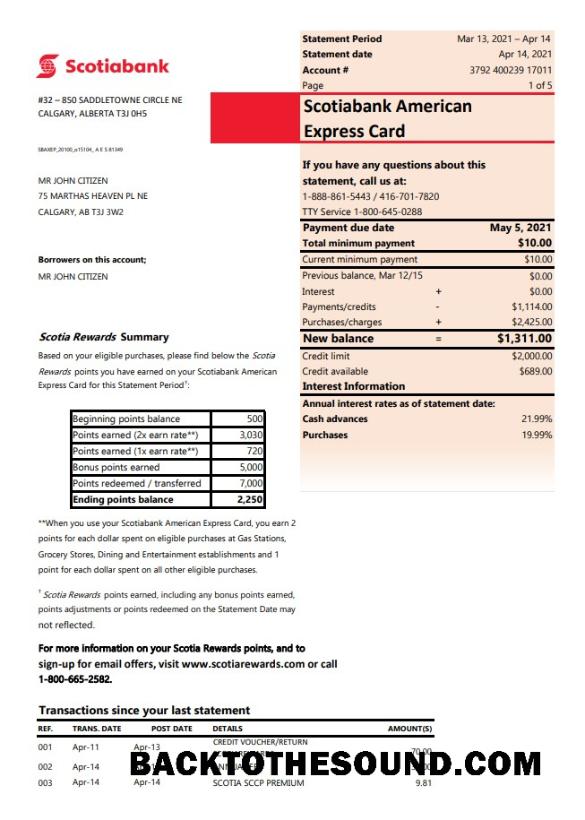 Scotiabank
#32 – 850 SADDLETOWNE CIRCLE NE
CALGARY, ALBERTA T3J 0H5
MR JOHN CITIZEN
75 MARTHAS HEAVEN PL NE
CALGARY, AB T3J 3W2
Borrowers on this account;
MR JOHN CITIZEN
Statement Period Mar 13, 2021 – Apr 14
Statement date Apr 14, 2021
Account # 3792 400239 17011
Page 1 of 5
Scotiabank American
Express Card
If you have any questions about this
statement, call us at:
1-888-861-5443 / 416-701-7820
TTY Service 1-800-645-0288
Payment due date May 5, 2021
Total minimum payment $10.00
Current minimum payment $10.00
Previous balance, Mar 12/15 $0.00
Interest + $0.00
Payments/credits - $1,114.00
Purchases/charges + $2,425.00
New balance = $1,311.00
Credit limit $2,000.00
Credit available $689.00
Interest Information
Annual interest rates as of statement date:
Cash advances 21.99%
Purchases 19.99%
Scotia Rewards Summary
Based on your eligible purchases, please find below the Scotia
Rewards points you have earned on your Scotiabank American
Express Card for this Statement Period†:
Beginning points balance 500
Points earned (2x earn rate**) 3,030
Points earned (1x earn rate**) 720
Bonus points earned 5,000
Points redeemed / transferred 7,000
Ending points balance 2,250
**When you use your Scotiabank American Express Card, you earn 2
points for each dollar spent on eligible purchases at Gas Stations,
Grocery Stores, Dining and Entertainment establishments and 1
point for each dollar spent on all other eligible purchases.
† Scotia Rewards points earned, including any bonus points earned,
points adjustments or points redeemed on the Statement Date may
not reflected.
For more information on your Scotia Rewards points, and to
sign-up for email offers, visit www.scotiarewards.com or call
1-800-665-2582.
Transactions since your last statement
REF. TRANS. DATE POST DATE DETAILS AMOUNT(S)
001 Apr-11 Apr-13 CREDIT VOUCHER/RETURN
002 Apr-14
BACKTOTHESOUND.COM
003 Apr-14 Apr-14 SCOTIA SCCP PREMIUM 9.81